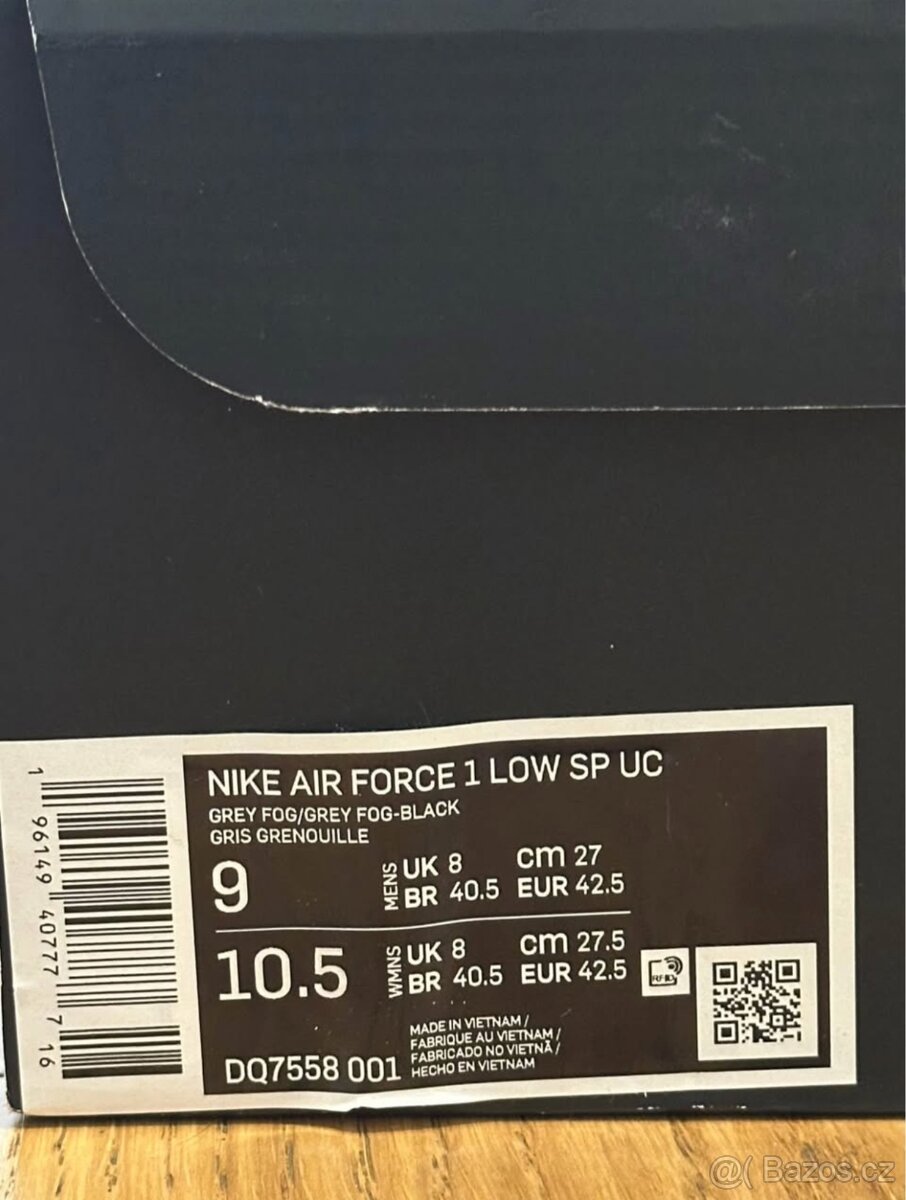 NIKE AIR FORCE 1 LOW SP UC
GREY FOG/GREY FOG-BLACK
GRIS GRENOUILLE
9
MENS
UK 8 cm 27
BR 40.5 EUR 42.5
10.5
WMNS
UK 8 cm 27.5
BR 40.5 EUR 42.5
RFID
DQ7558 001
MADE IN VIETNAM /
FABRIQUE AU VIETNAM /
FABRICADO NO VIETNÃ /
HECHO EN VIETNAM
1 96149 40777 7 16
@( Bazos.cz